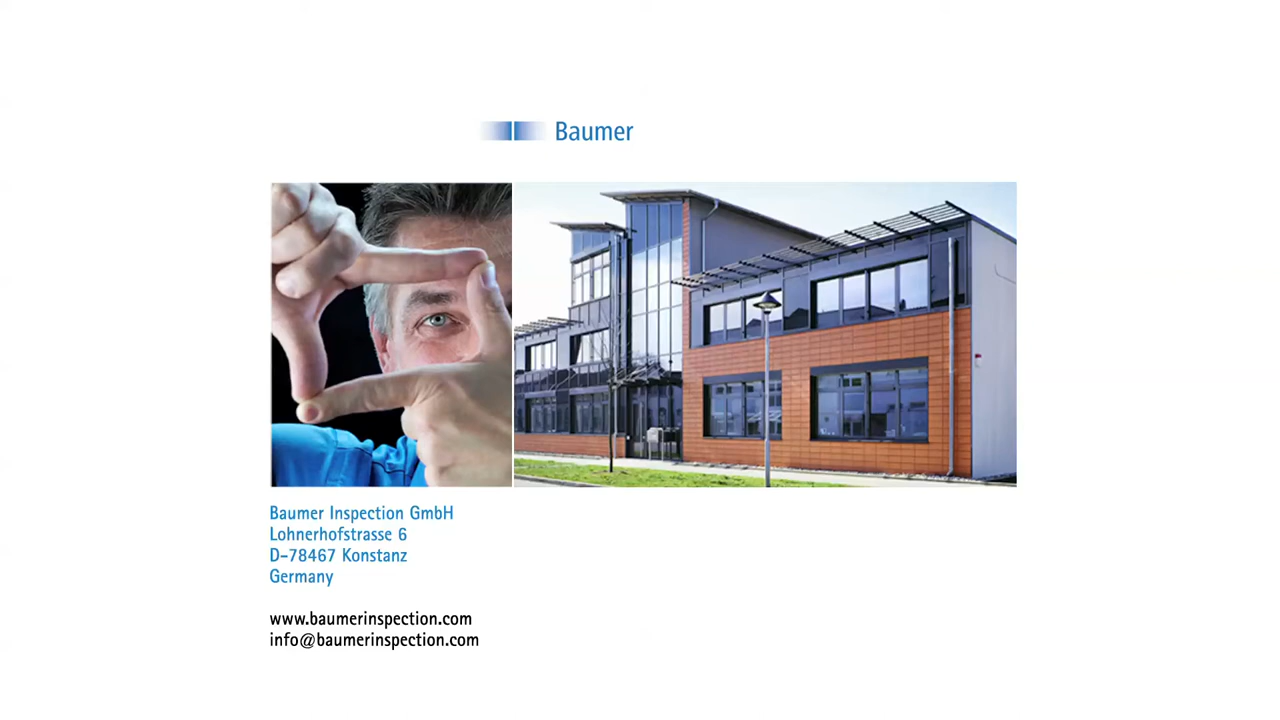 Baumer
Baumer Inspection GmbH
Lohnerhofstrasse 6
D-78467 Konstanz
Germany
www.baumerinspection.com
info@baumerinspection.com